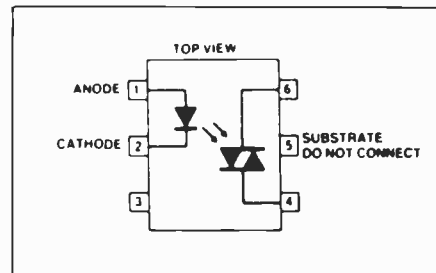 TOP VIEW
ANODE 1
6
CATHODE 2
5 SUBSTRATE
DO NOT CONNECT
3
4